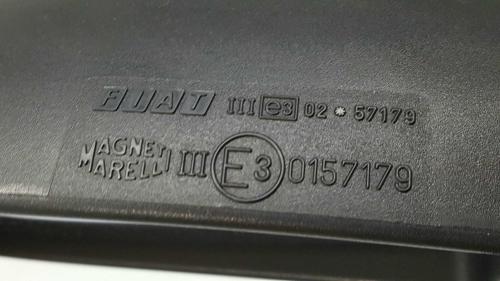 FIAT III e3 02 * 57179
MAGNETI
MARELLI III E3 0157179